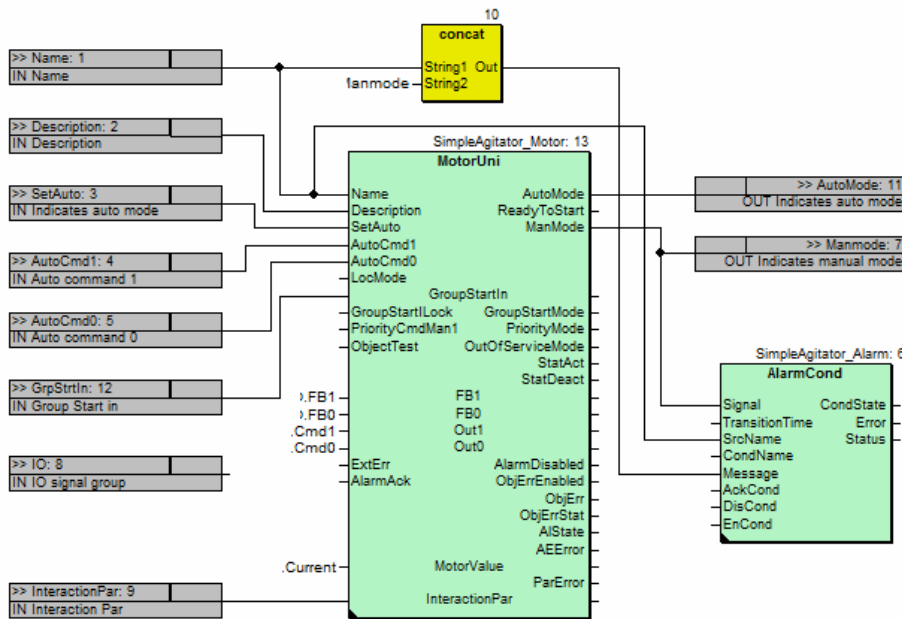 10
concat
String1 Out
String2
>> Name: 1
IN Name
>> Description: 2
IN Description
SimpleAgitator_Motor: 13
MotorUni
>> SetAuto: 3
IN Indicates auto mode
>> AutoCmd1: 4
IN Auto command 1
>> AutoCmd0: 5
IN Auto command 0
>> GrpStrtIn: 12
IN Group Start in
>> IO: 8
IN IO signal group
>> InteractionPar: 9
IN Interaction Par
Name AutoMode
Description ReadyToStart
SetAuto ManMode
AutoCmd1
AutoCmd0
LocMode
GroupStartIn
GroupStartILock GroupStartMode
PriorityCmdMan1 PriorityMode
ObjectTest OutOfServiceMode
StatAct
StatDeact
.FB1 FB1
.FB0 FB0
.Cmd1 Out1
.Cmd0 Out0
ExtErr AlarmDisabled
AlarmAck ObjErrEnabled
ObjErr
ObjErrStat
AlState
AEError
.Current MotorValue
ParError
InteractionPar
>> AutoMode: 11
OUT Indicates auto mode
>> Manmode: 7
OUT Indicates manual mode
SimpleAgitator_Alarm: 6
AlarmCond
Signal CondState
TransitionTime Error
SrcName Status
CondName
Message
AckCond
DisCond
EnCond